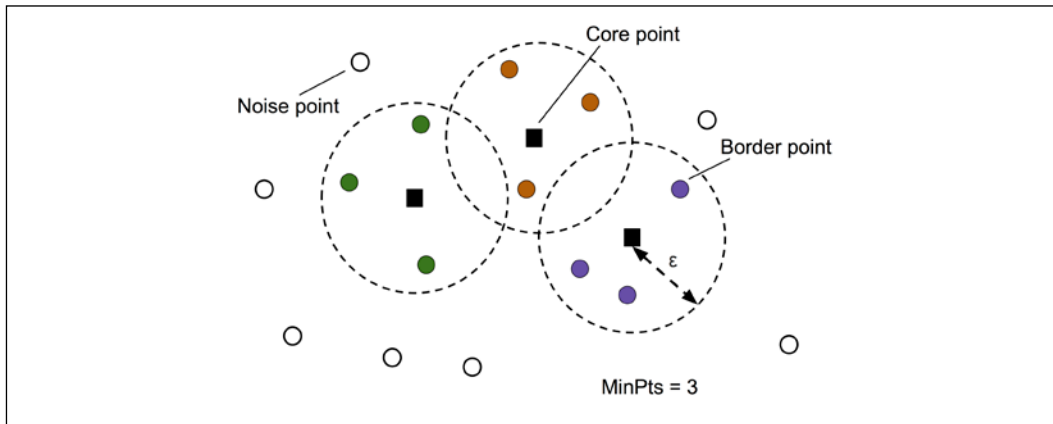 Core point
Noise point
Border point
ε
MinPts = 3